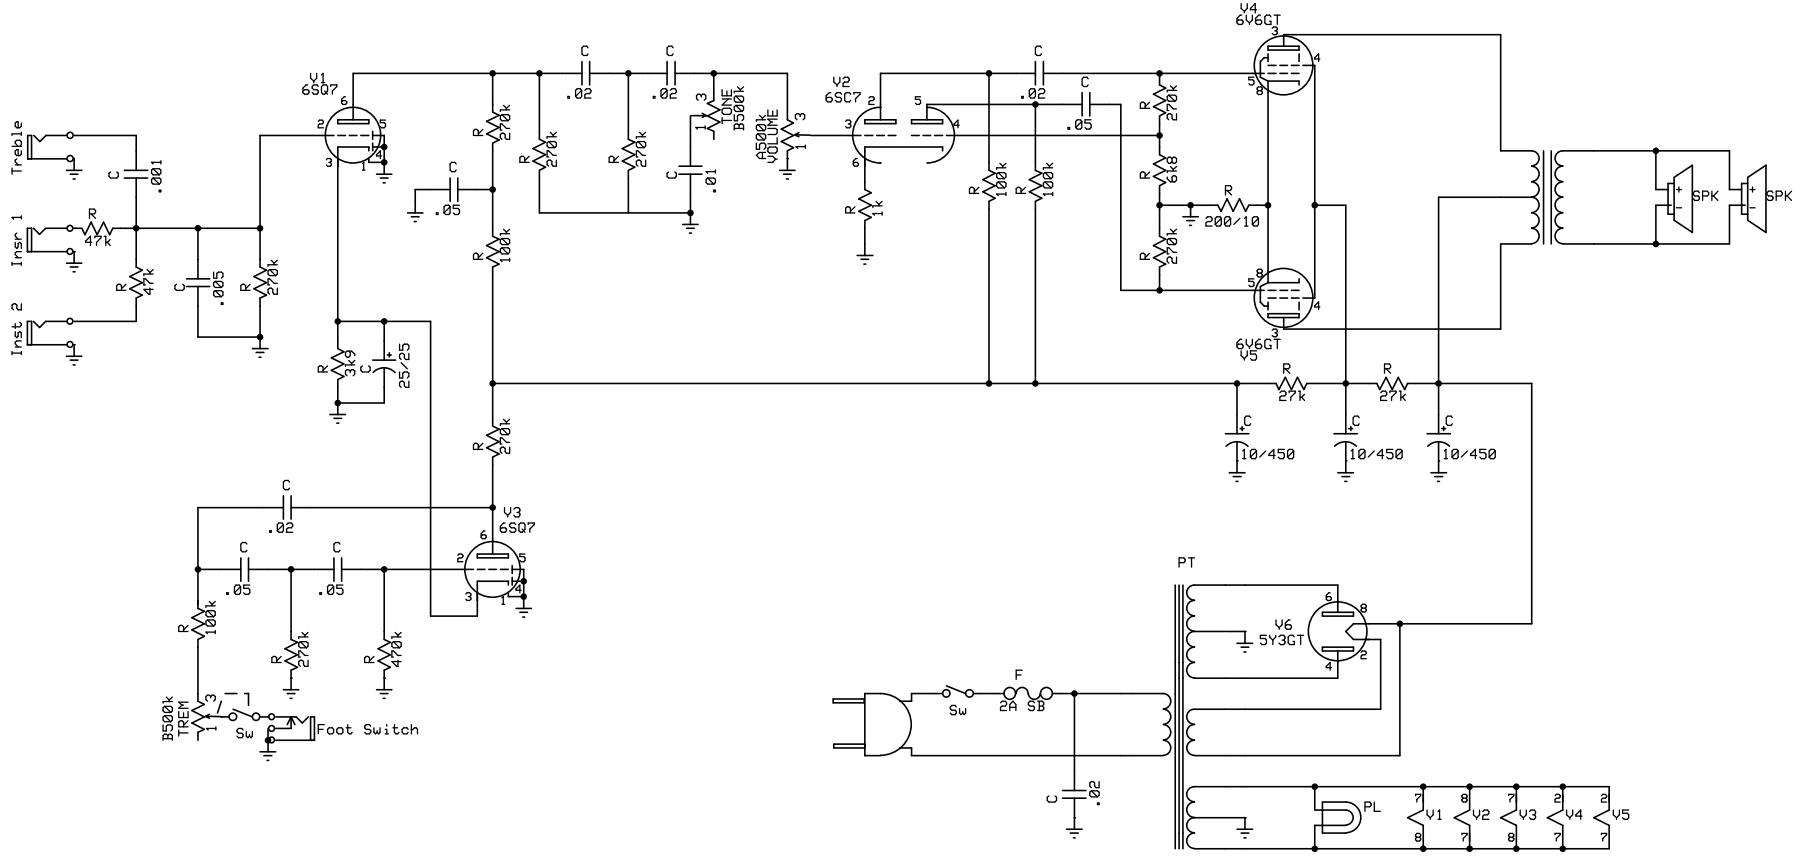 V4
6V6GT
3
4
5
8
C
C
C
C
V1
6SQ7
.02
.02
V2
6SC7
.02
C
.05
6
2
5
3
4
1
2
5
3
4
6
R
270k
3
TONE
B500k
1
A500k
VOLUME
3
1
R
270k
R
270k
R
270k
Treble
C
.001
C
.05
C
.01
R
1k
R
100k
R
100k
R
6k8
R
200/10
SPK
SPK
Insr 1
R
47k
R
47k
C
.005
R
270k
R
100k
R
270k
8
5
4
3
6V6GT
V5
Inst 2
R
3k9
C
25/25
R
27k
R
27k
C
10/450
C
10/450
C
10/450
R
270k
C
.02
V3
6SQ7
6
2
5
3
4
1
C
.05
C
.05
R
100k
R
270k
R
470k
B500k
TREM
3
1
Sw
Foot Switch
PT
V6
5Y3GT
6
8
4
2
Sw
F
2A SB
C
.02
PL
7
V1
8
8
V2
7
7
V3
8
2
V4
7
2
V5
7